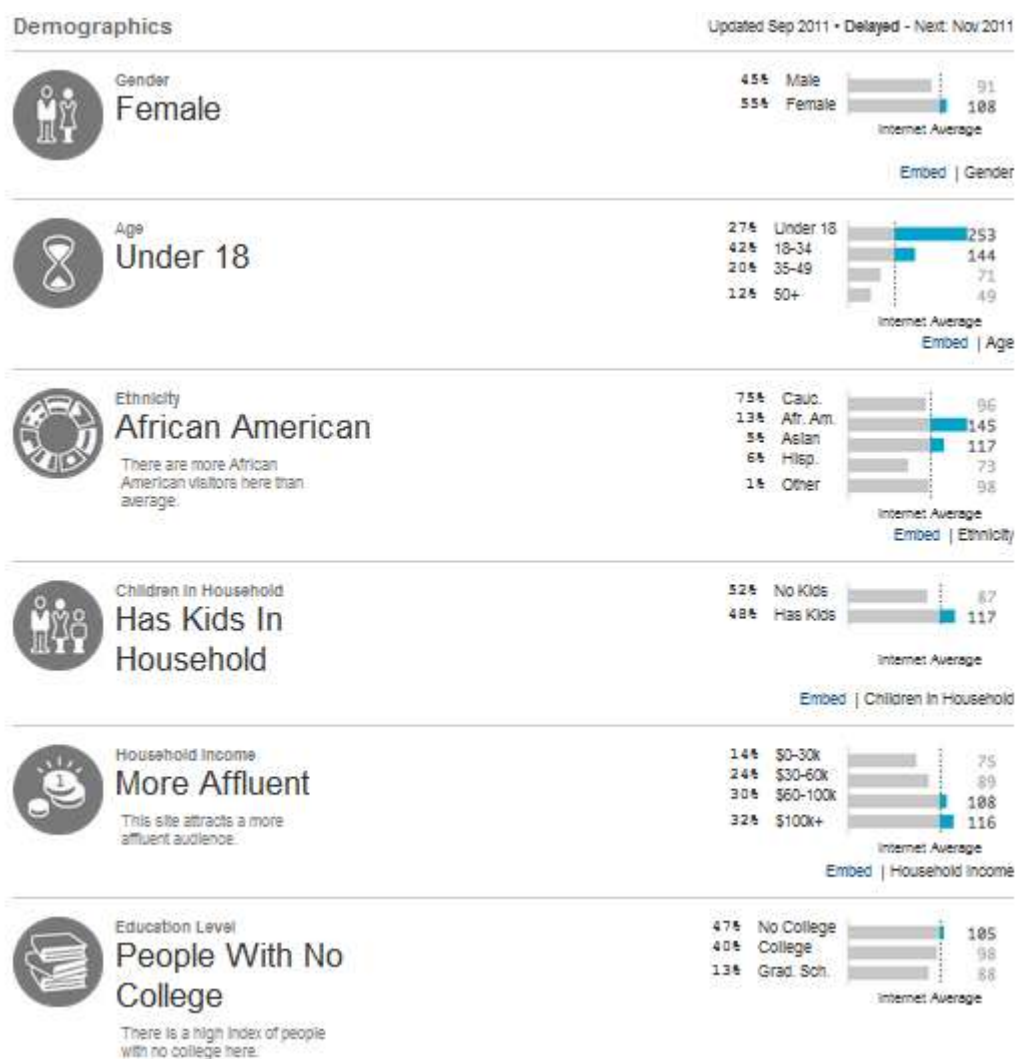 Demographics
Updated Sep 2011 • Delayed - Next: Nov 2011
Gender
Female
45% Male 91
55% Female 108
Internet Average
Embed | Gender
Age
Under 18
27% Under 18 253
42% 18-34 144
20% 35-49 71
12% 50+ 49
Internet Average
Embed | Age
Ethnicity
African American
There are more African
American visitors here than
average.
75% Cauc. 96
13% Afr. Am. 145
5% Asian 117
6% Hisp. 73
1% Other 98
Internet Average
Embed | Ethnicity
Children in Household
Has Kids In
Household
52% No Kids 87
48% Has Kids 117
Internet Average
Embed | Children in Household
Household Income
More Affluent
This site attracts a more
affluent audience.
14% $0-30k 75
24% $30-60k 89
30% $60-100k 108
32% $100k+ 116
Internet Average
Embed | Household Income
Education Level
People With No
College
There is a high index of people
with no college here.
47% No College 105
40% College 98
13% Grad. Sch. 88
Internet Average